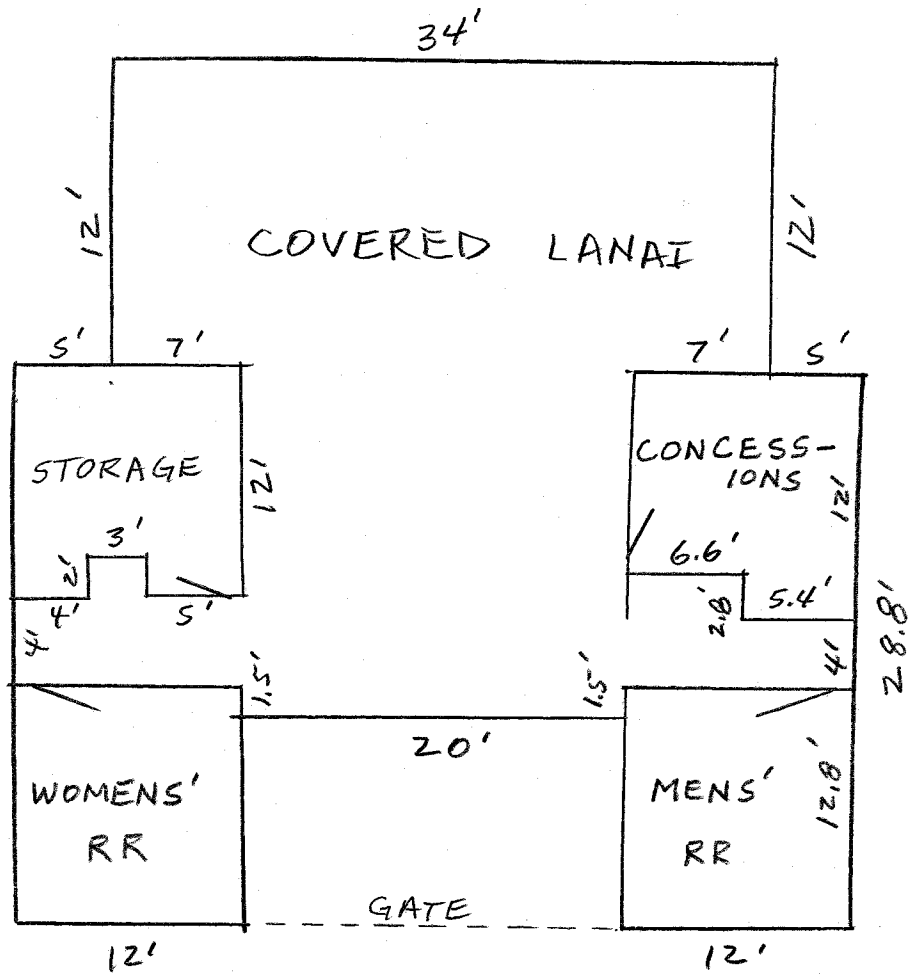 34'
12'
COVERED LANAI
12'
5'
7'
7'
5'
STORAGE
12'
CONCESS-
IONS
12'
3'
2'
4'
5'
6.6'
2.8'
5.4'
4'
1.5'
1.5'
4'
28.8'
20'
WOMENS'
RR
MENS'
RR
12.8'
GATE
12'
12'